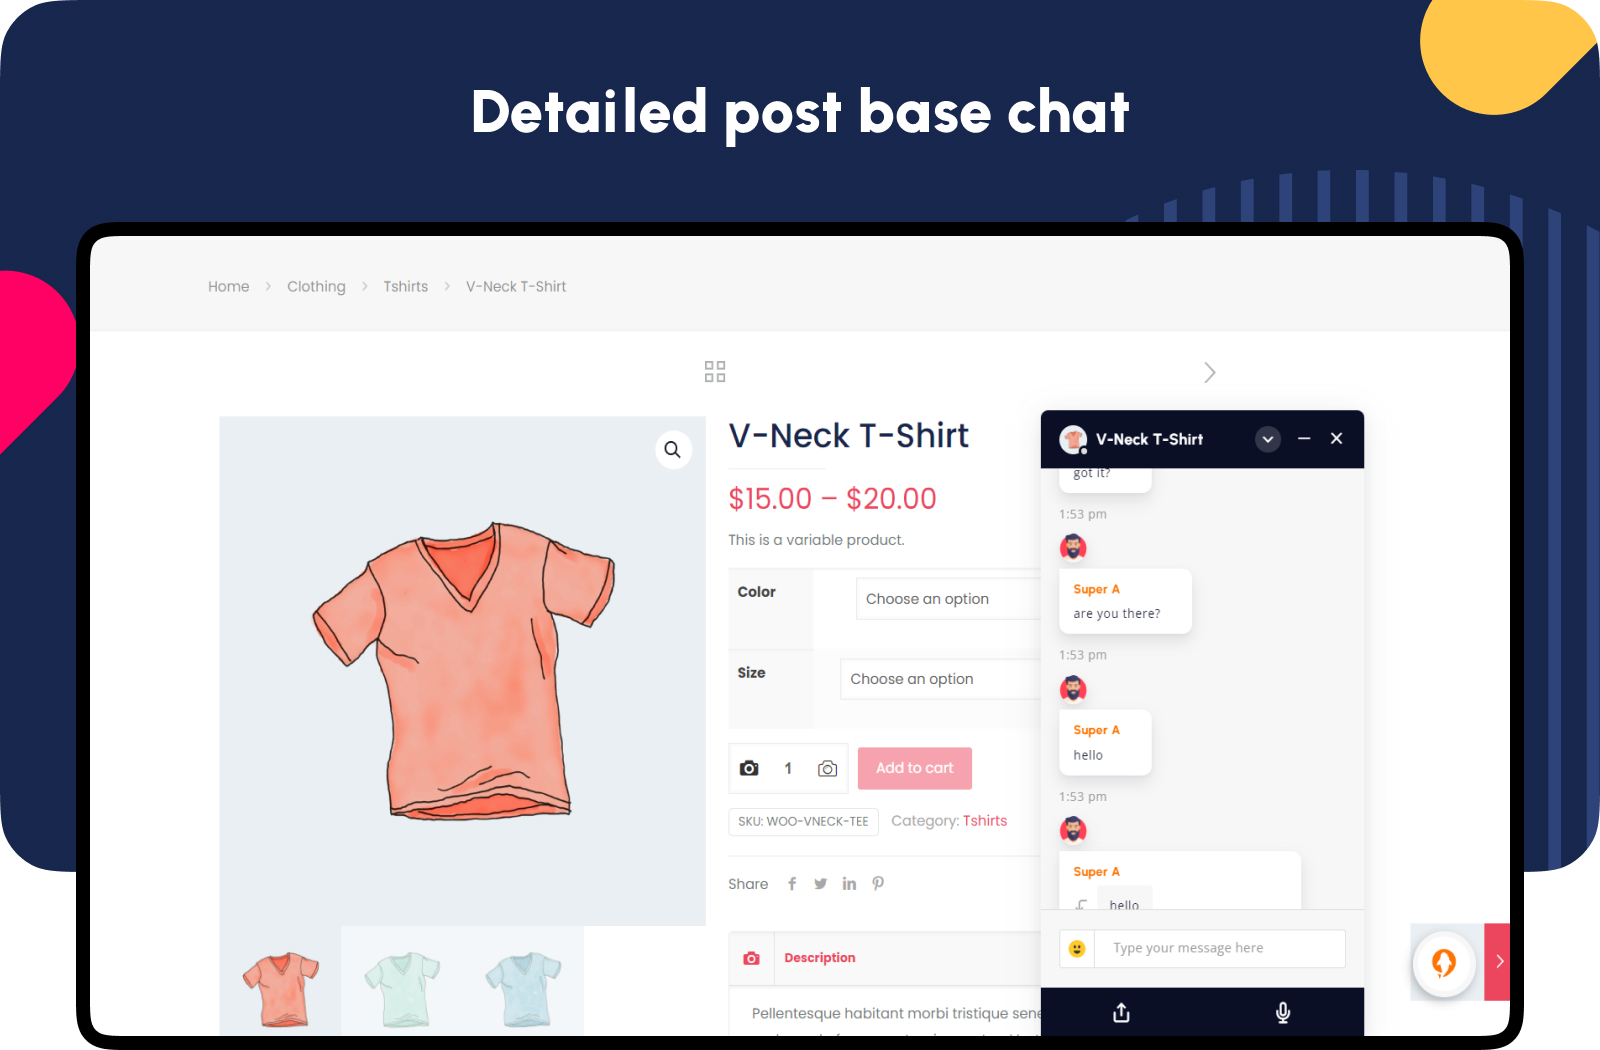 Detailed post base chat
Home > Clothing > Tshirts > V-Neck T-Shirt
V-Neck T-Shirt
$15.00 – $20.00
This is a variable product.
Color
Choose an option
Size
Choose an option
1
Add to cart
SKU: WOO-VNECK-TEE
Category: Tshirts
Share
Description
Pellentesque habitant morbi tristique
V-Neck T-Shirt
got it?
1:53 pm
Super A
are you there?
1:53 pm
Super A
hello
1:53 pm
Super A
hello
Type your message here